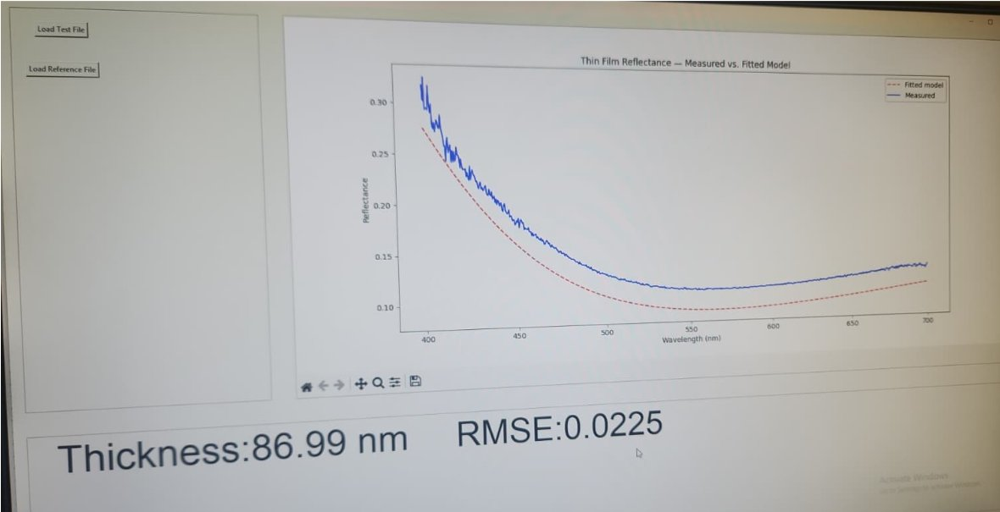 Load Test File
Load Reference File
Thin Film Reflectance — Measured vs. Fitted Model
Fitted model
Measured
0.30
0.25
0.20
0.15
0.10
Reflectance
400
450
500
550
600
650
700
Wavelength (nm)
Thickness:86.99 nm RMSE:0.0225
Activate Windows